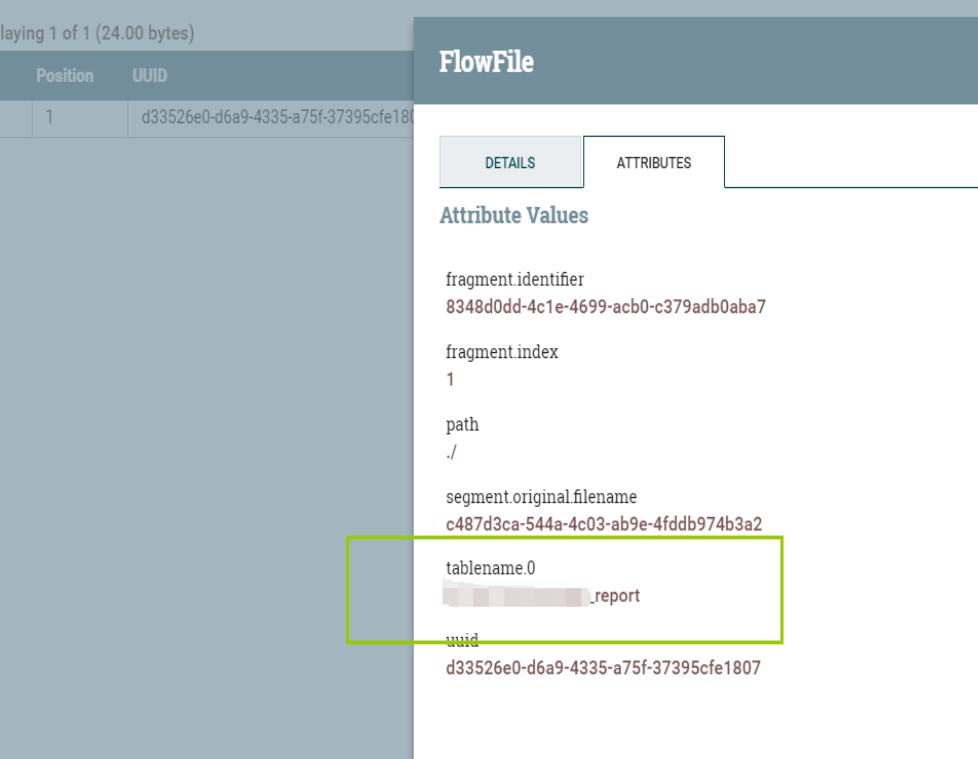 laying 1 of 1 (24.00 bytes)
Position UUID
1 d33526e0-d6a9-4335-a75f-37395cfe180
FlowFile
DETAILS ATTRIBUTES
Attribute Values
fragment.identifier
8348d0dd-4c1e-4699-acb0-c379adb0aba7
fragment.index
1
path
./
segment.original.filename
c487d3ca-544a-4c03-ab9e-4fddb974b3a2
tablename.0
_report
uuid
d33526e0-d6a9-4335-a75f-37395cfe1807